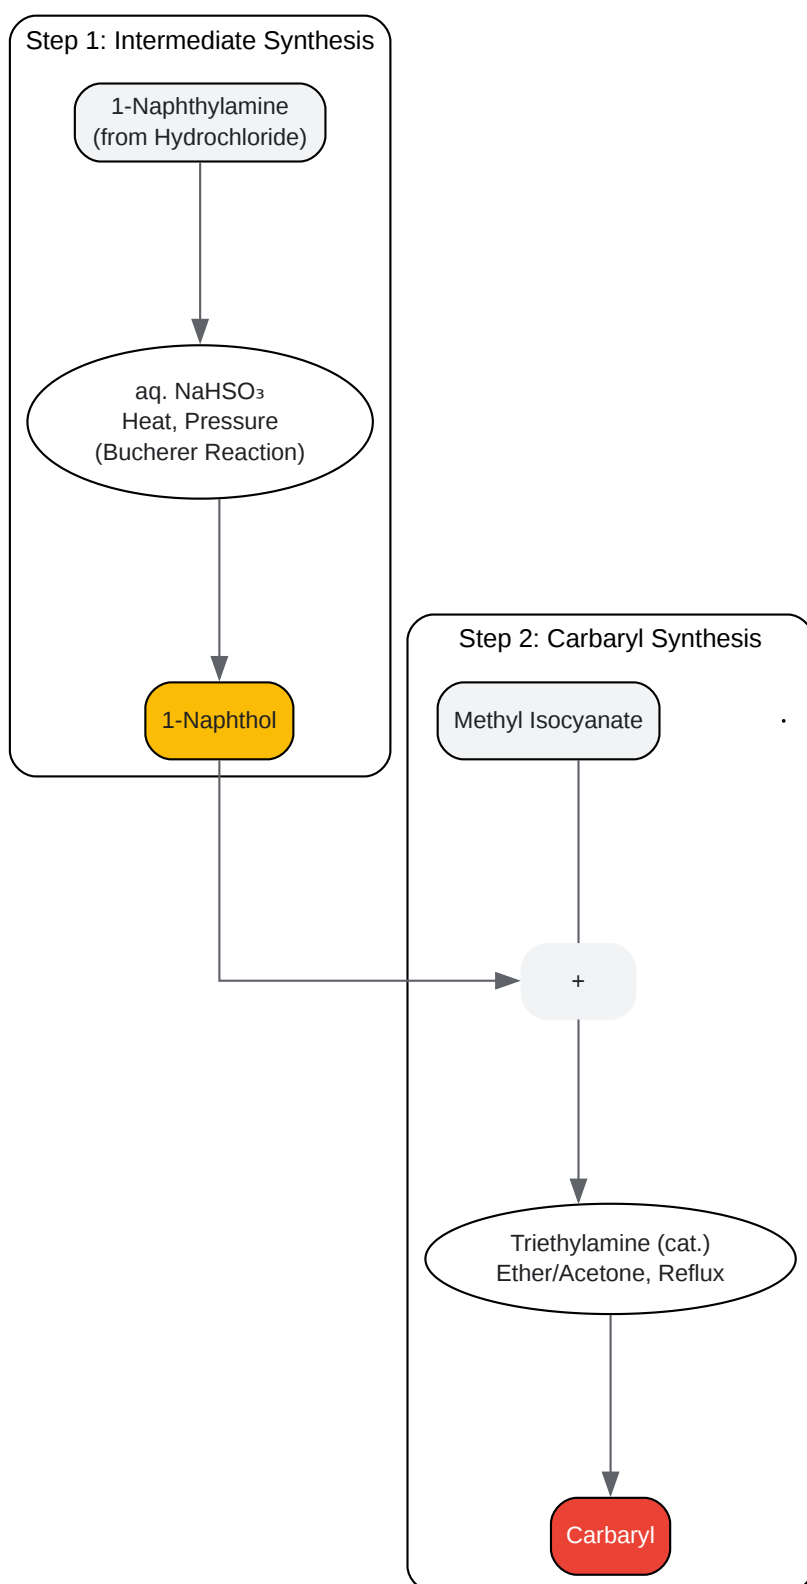 Step 1: Intermediate Synthesis
1-Naphthylamine
(from Hydrochloride)
aq. NaHSO₃
Heat, Pressure
(Bucherer Reaction)
1-Naphthol
Step 2: Carbaryl Synthesis
Methyl Isocyanate
+
Triethylamine (cat.)
Ether/Acetone, Reflux
Carbaryl